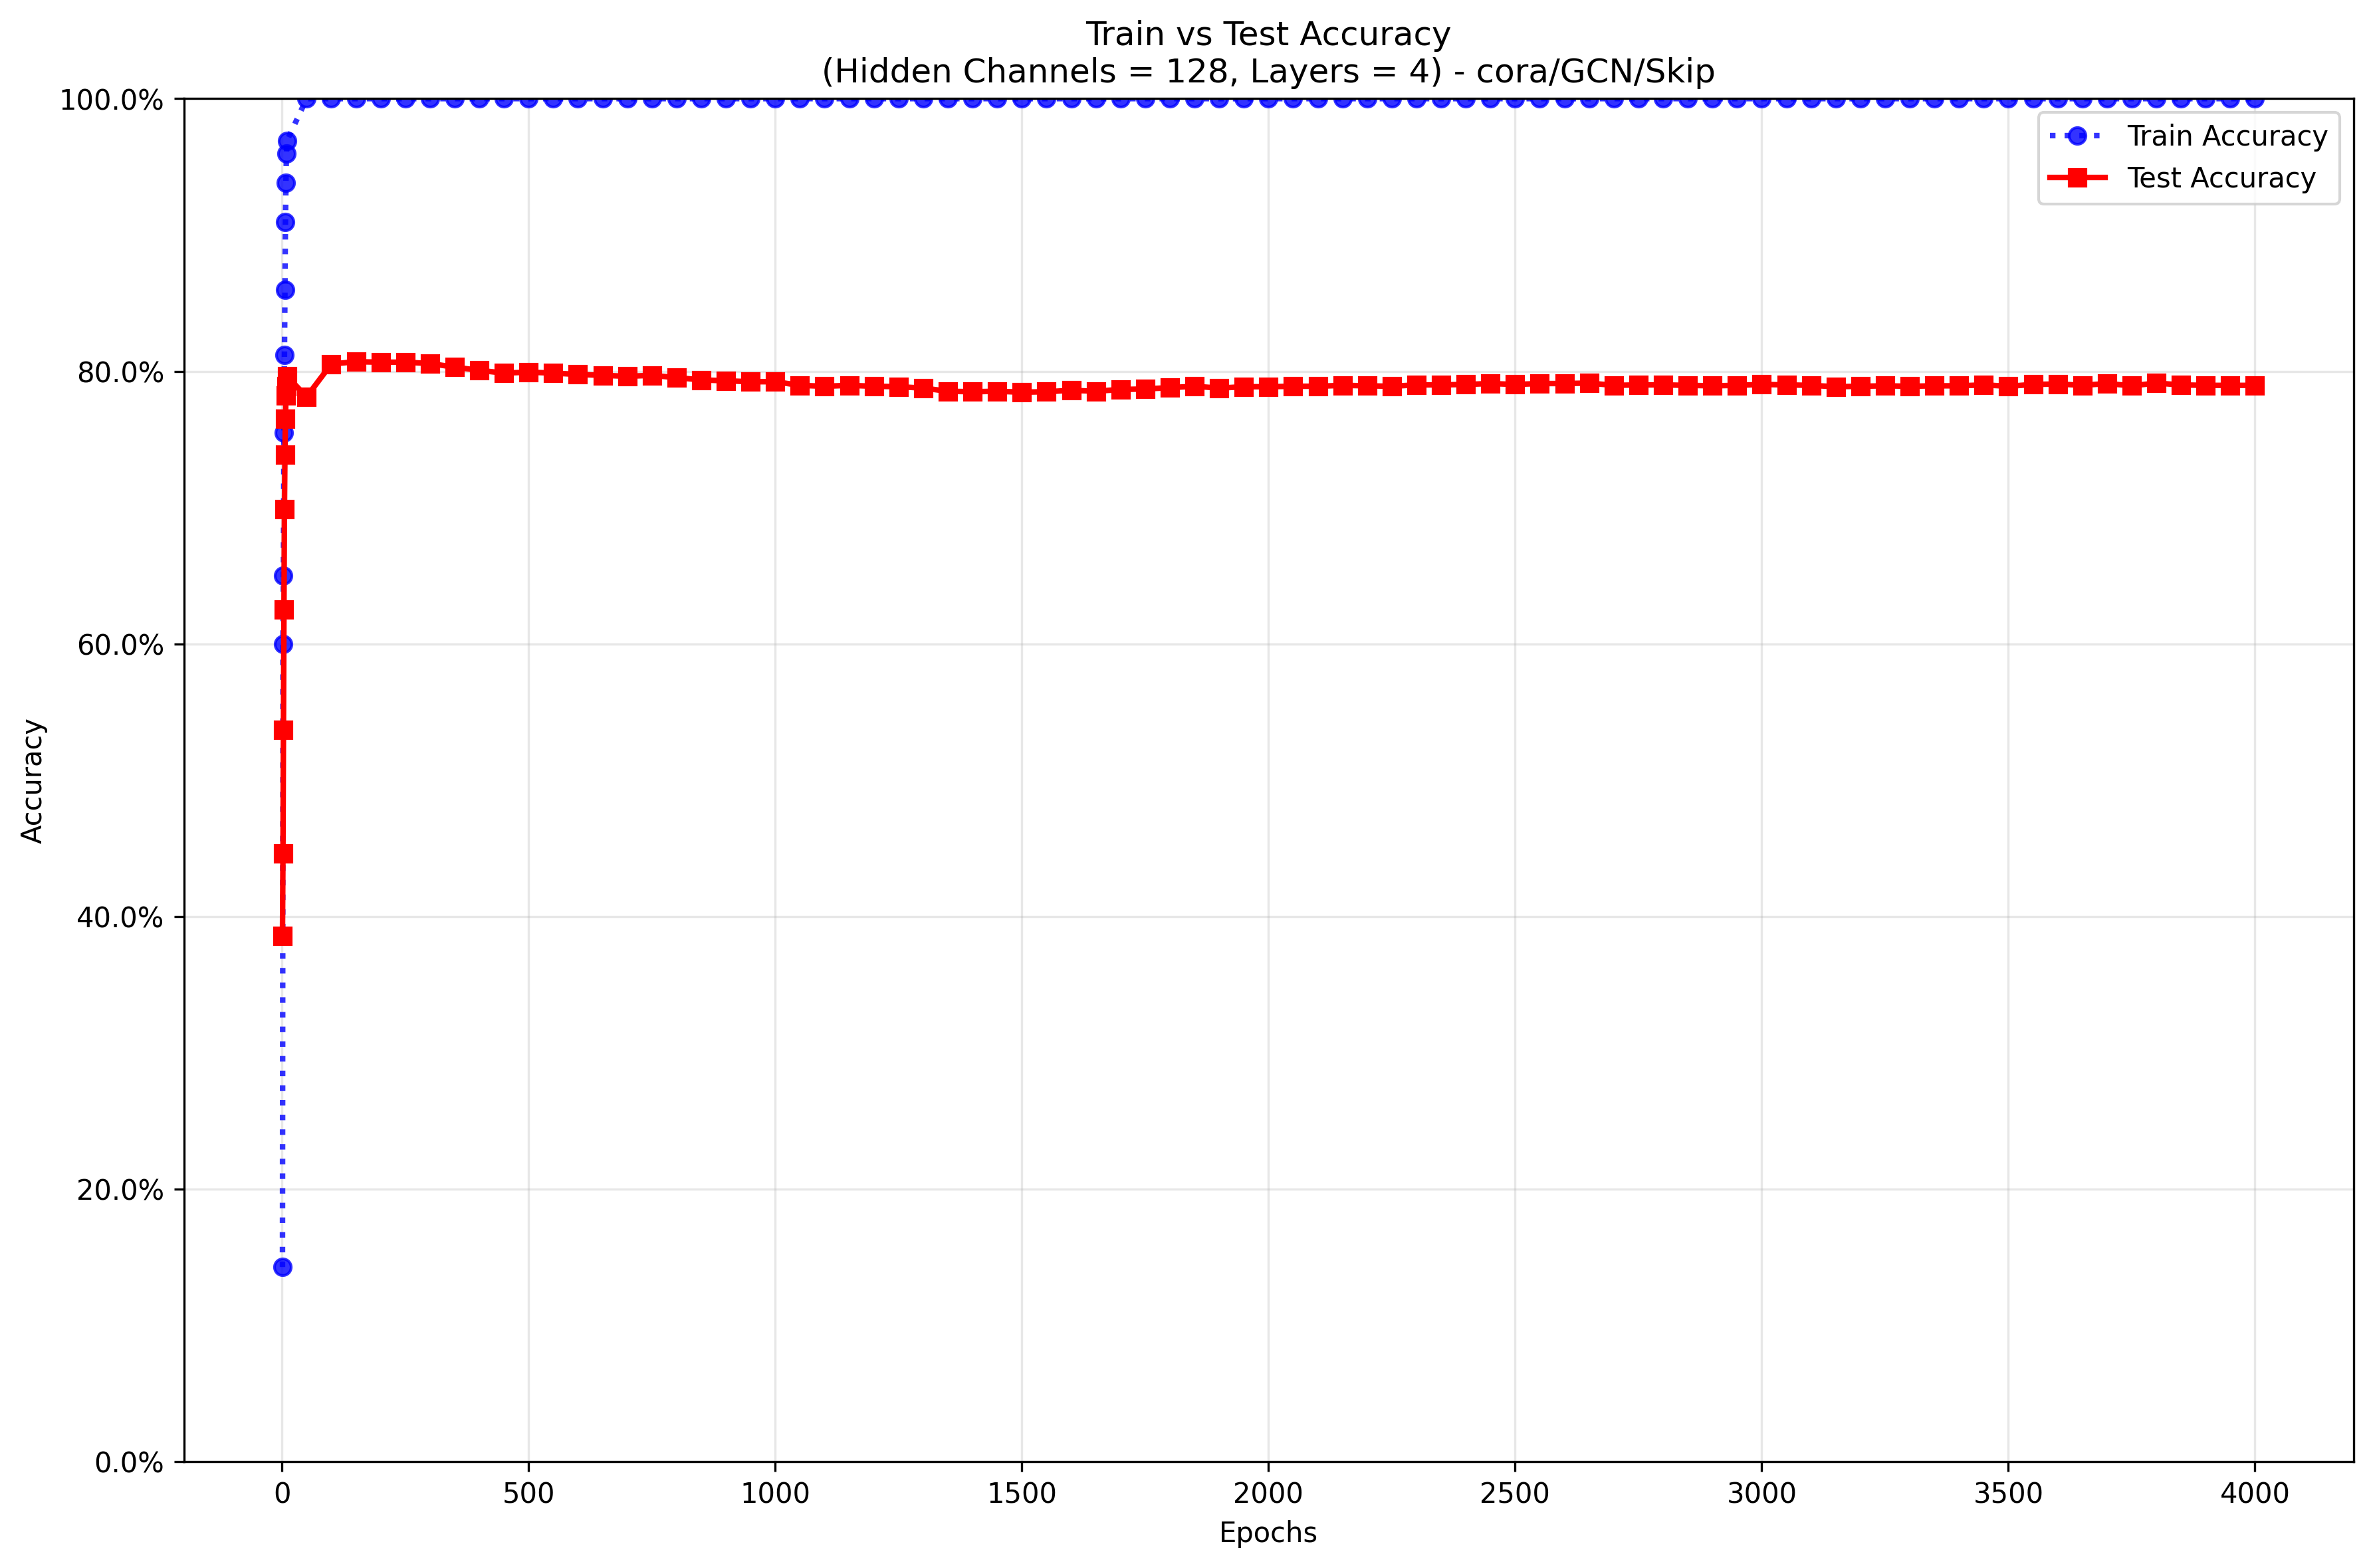 Train vs Test Accuracy
(Hidden Channels = 128, Layers = 4) - cora/GCN/Skip
100.0%
80.0%
60.0%
40.0%
20.0%
0.0%
Accuracy
Train Accuracy
Test Accuracy
0 500 1000 1500 2000 2500 3000 3500 4000
Epochs